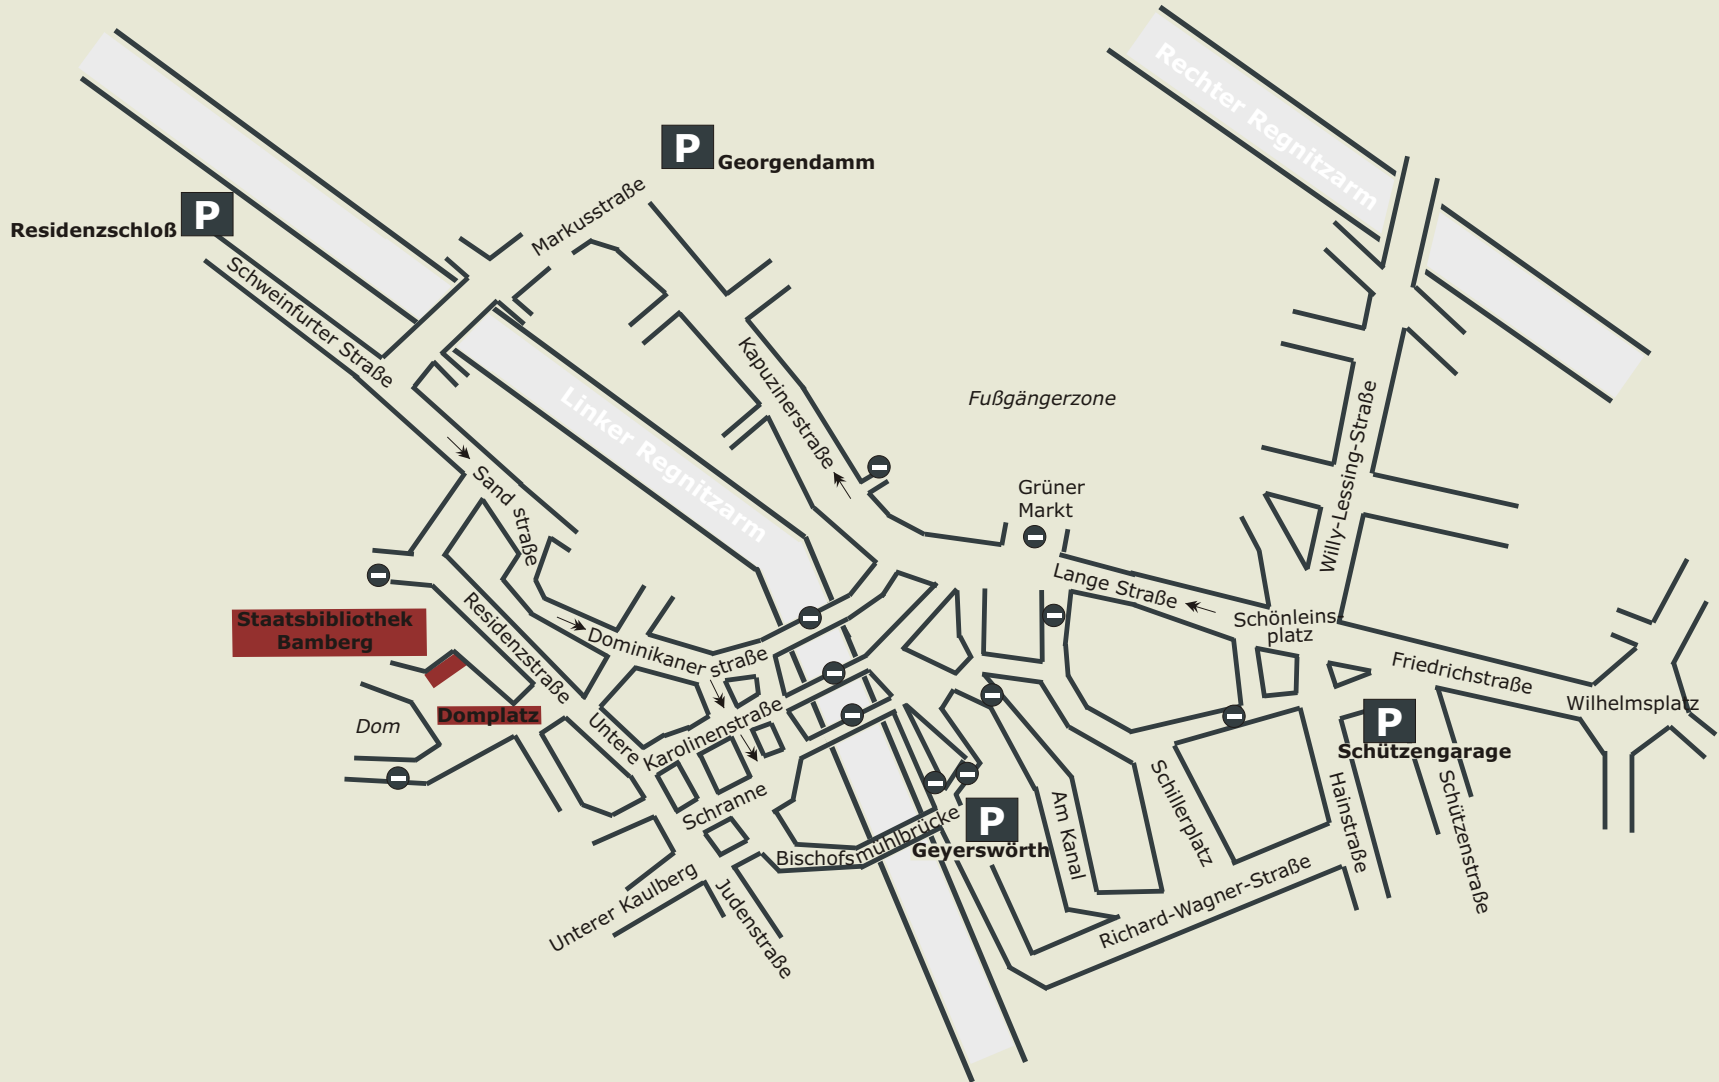 Rechter Regnitzarm
P
Georgendamm
Markusstraße
P
Residenzschloß
Schweinfurter Straße
Kapuzinerstraße
Linker Regnitzarm
Fußgängerzone
Willy-Lessing-Straße
Sand straße
Grüner
Markt
Lange Straße
Schönleins
platz
Staatsbibliothek
Bamberg
Residenzstraße
Dominikaner straße
Friedrichstraße
Wilhelmsplatz
Dom
Domplatz
Untere Karolinenstraße
P
Schützengarage
Schranne
Bischofsmühlbrücke
P
Geyerswörth
Am Kanal
Schillerplatz
Hainstraße
Schützenstraße
Unterer Kaulberg
Judenstraße
Richard-Wagner-Straße